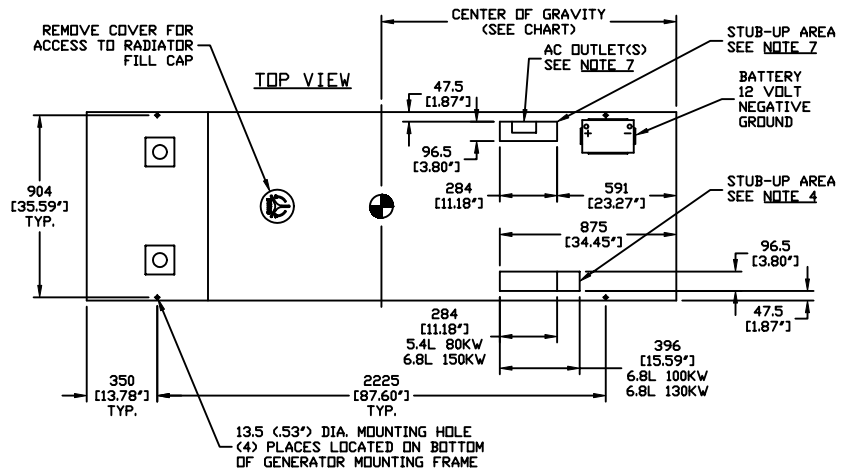 REMOVE COVER FOR
ACCESS TO RADIATOR
FILL CAP
TOP VIEW
CENTER OF GRAVITY
(SEE CHART)
AC OUTLET(S)
SEE NOTE 7
STUB-UP AREA
SEE NOTE 7
BATTERY
12 VOLT
NEGATIVE
GROUND
47.5
[1.87"]
96.5
[3.80"]
+ -
904
[35.59"]
TYP.
284
[11.18"]
591
[23.27"]
STUB-UP AREA
SEE NOTE 4
875
[34.45"]
96.5
[3.80"]
47.5
[1.87"]
284
[11.18"]
5.4L 80KW
6.8L 150KW
396
[15.59"]
6.8L 100KW
6.8L 130KW
350
[13.78"]
TYP.
2225
[87.60"]
TYP.
13.5 (.53") DIA. MOUNTING HOLE
(4) PLACES LOCATED ON BOTTOM
OF GENERATOR MOUNTING FRAME